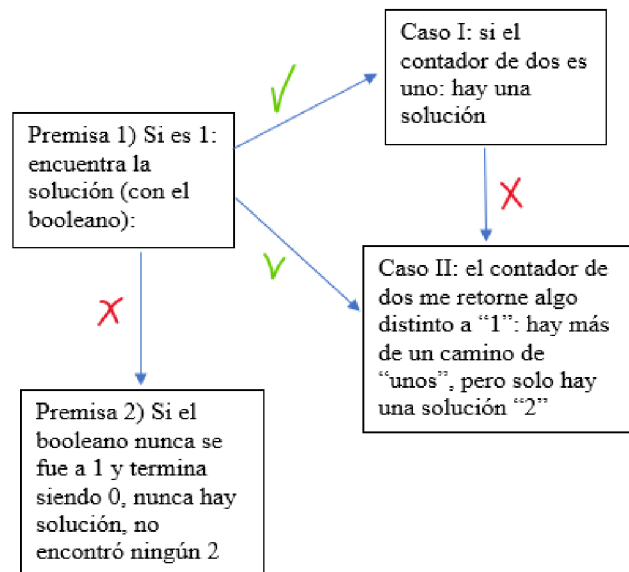 Caso I: si el
contador de dos es
uno: hay una
solución
Premisa 1) Si es 1:
encuentra la
solución (con el
booleano):
Caso II: el contador de
dos me retorne algo
distinto a “1”: hay más
de un camino de
“unos”, pero solo hay
una solución “2”
Premisa 2) Si el
booleano nunca se
fue a 1 y termina
siendo 0, nunca hay
solución, no
encontró ningún 2